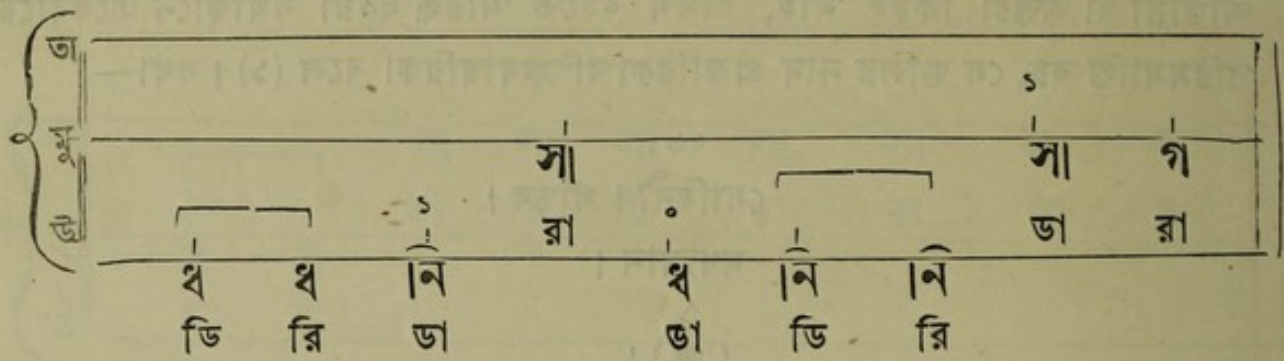 ১
সা সা গ
১ ০
রা ডা রা
ধ ধ নি ধ নি নি
ডি রি ডা ডা ডি রি